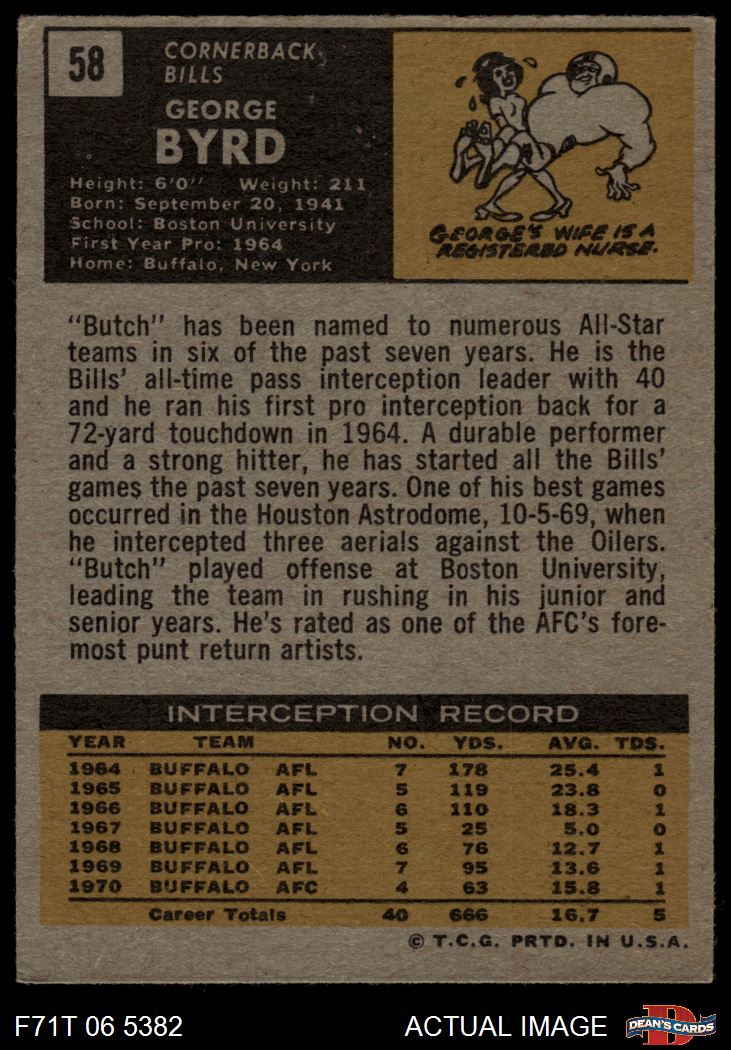 58
CORNERBACK
BILLS
GEORGE
BYRD
Height: 6'0" Weight: 211
Born: September 20, 1941
School: Boston University
First Year Pro: 1964
Home: Buffalo, New York
GEORGE'S WIFE IS A
REGISTERED NURSE.
"Butch" has been named to numerous All-Star
teams in six of the past seven years. He is the
Bills' all-time pass interception leader with 40
and he ran his first pro interception back for a
72-yard touchdown in 1964. A durable performer
and a strong hitter, he has started all the Bills'
games the past seven years. One of his best games
occurred in the Houston Astrodome, 10-5-69, when
he intercepted three aerials against the Oilers.
"Butch" played offense at Boston University,
leading the team in rushing in his junior and
senior years. He's rated as one of the AFC's fore-
most punt return artists.
INTERCEPTION RECORD
YEAR TEAM NO. YDS. AVG. TDS.
1964 BUFFALO AFL 7 178 25.4 1
1965 BUFFALO AFL 5 119 23.8 0
1966 BUFFALO AFL 6 110 18.3 1
1967 BUFFALO AFL 5 25 5.0 0
1968 BUFFALO AFL 6 76 12.7 1
1969 BUFFALO AFL 7 95 13.6 1
1970 BUFFALO AFC 4 63 15.8 1
Career Totals 40 666 16.7 5
© T.C.G. PRTD. IN U.S.A.
F71T 06 5382 ACTUAL IMAGE D DEAN'S CARDS